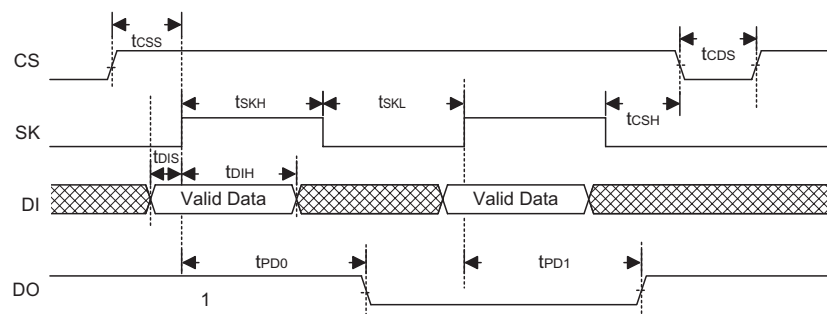 tCSS
tCDS
CS
tSKH
tSKL
tCSH
SK
tDIS
tDIH
DI
Valid Data
Valid Data
tPD0
tPD1
DO
1